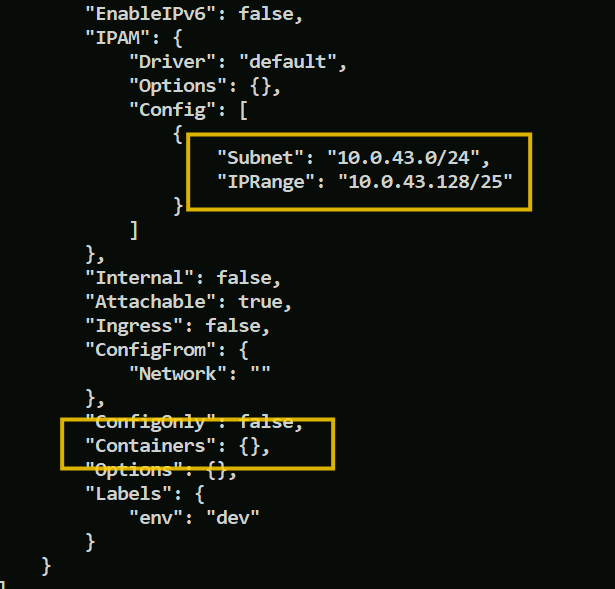 "EnableIPv6": false,
"IPAM": {
"Driver": "default",
"Options": {},
"Config": [
{
"Subnet": "10.0.43.0/24",
"IPRange": "10.0.43.128/25"
}
]
},
"Internal": false,
"Attachable": true,
"Ingress": false,
"ConfigFrom": {
"Network": ""
},
"ConfigOnly": false,
"Containers": {},
"Options": {},
"Labels": {
"env": "dev"
}
}
]